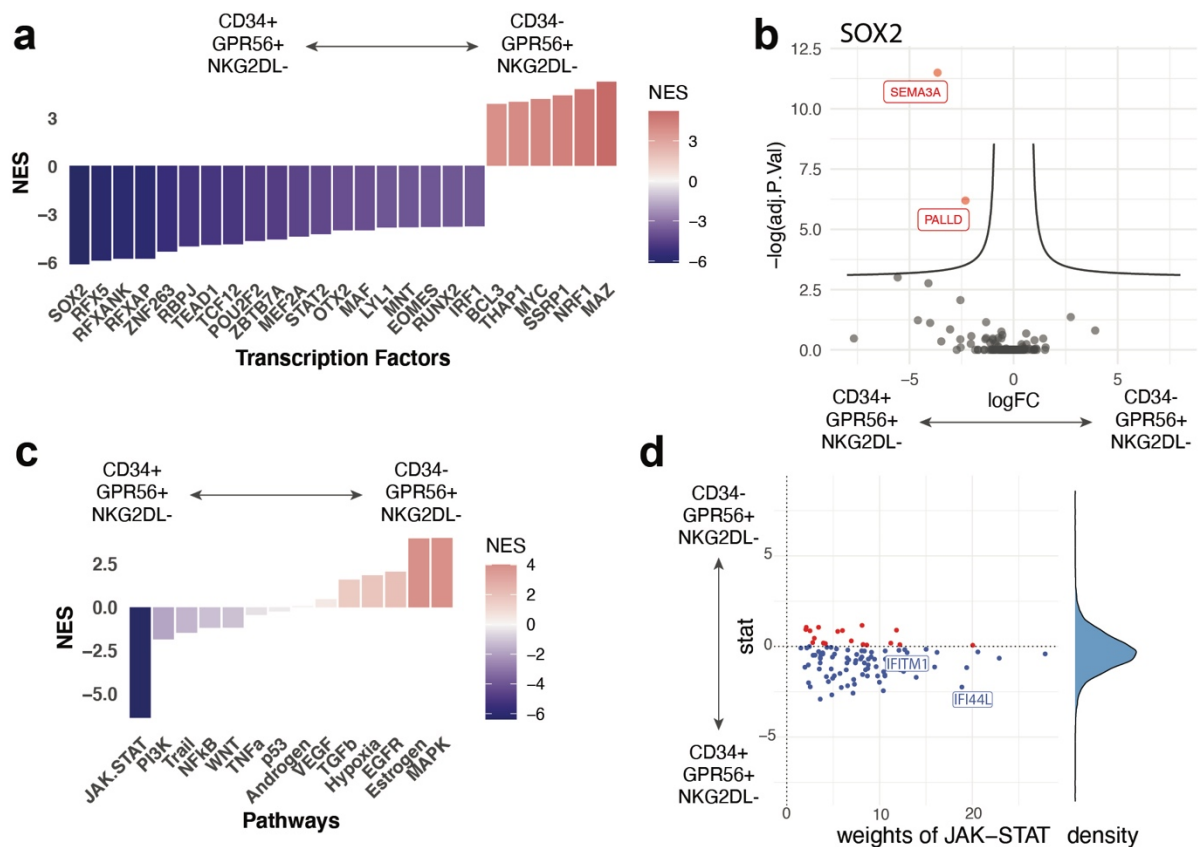 a
CD34+
GPR56+
NKG2DL-
CD34-
GPR56+
NKG2DL-
NES
3
0
−3
−6
NES
3
0
−3
−6
SOX2
RFX5
RFXANK
RFXAP
ZNF263
RBPJ
TEAD1
TCF12
POU2F2
ZBTB7A
MEF2A
STAT2
OTX2
MAF
LYL1
MNT
EOMES
RUNX2
IRF1
BCL3
THAP1
MYC
SSRP1
NRF1
MAZ
Transcription Factors
b
SOX2
−log(adj.P.Val)
12.5
10.0
7.5
5.0
2.5
0.0
SEMA3A
PALLD
−5
0
5
logFC
CD34+
GPR56+
NKG2DL-
CD34-
GPR56+
NKG2DL-
c
CD34+
GPR56+
NKG2DL-
CD34-
GPR56+
NKG2DL-
NES
2.5
0.0
−2.5
−5.0
NES
4
2
0
−2
−4
−6
JAK.STAT
PI3K
Trail
NFkB
WNT
TNFa
p53
Androgen
VEGF
TGFb
Hypoxia
EGFR
Estrogen
MAPK
Pathways
d
CD34-
GPR56+
NKG2DL-
CD34+
GPR56+
NKG2DL-
stat
5
0
−5
IFITM1
IFI44L
0
10
20
weights of JAK−STAT
density